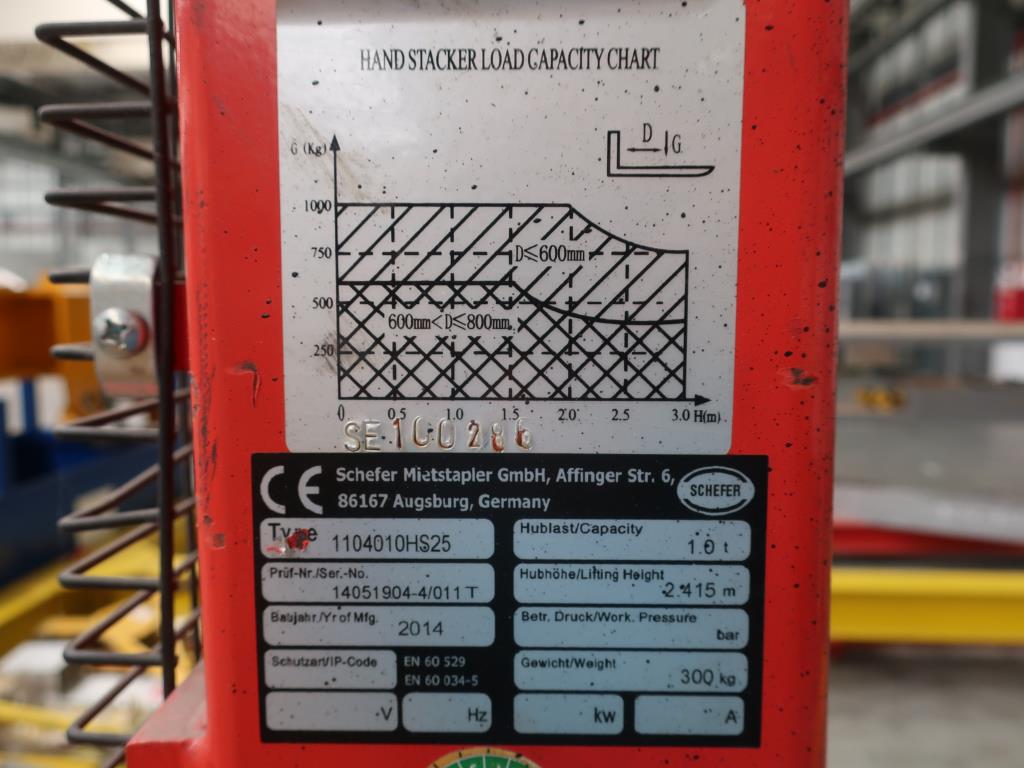 HAND STACKER LOAD CAPACITY CHART
D
G
G (Kg)
1000
750
D≤600mm
500
600mm<D≤800mm
250
0 0.5 1.0 1.5 2.0 2.5 3.0 H(m)
SE 100286
CE Schefer Mietstapler GmbH, Affinger Str. 6,
86167 Augsburg, Germany
SCHEFER
Type 1104010HS25
Hublast/Capacity 1.0 t
Prüf-Nr./Ser.-No. 14051904-4/011 T
Hubhöhe/Lifting Height 2.415 m
Baujahr/Yr of Mfg. 2014
Betr. Druck/Work. Pressure bar
Schutzart/IP-Code EN 60 529
EN 60 034-5
Gewicht/Weight 300 kg
V Hz kw A